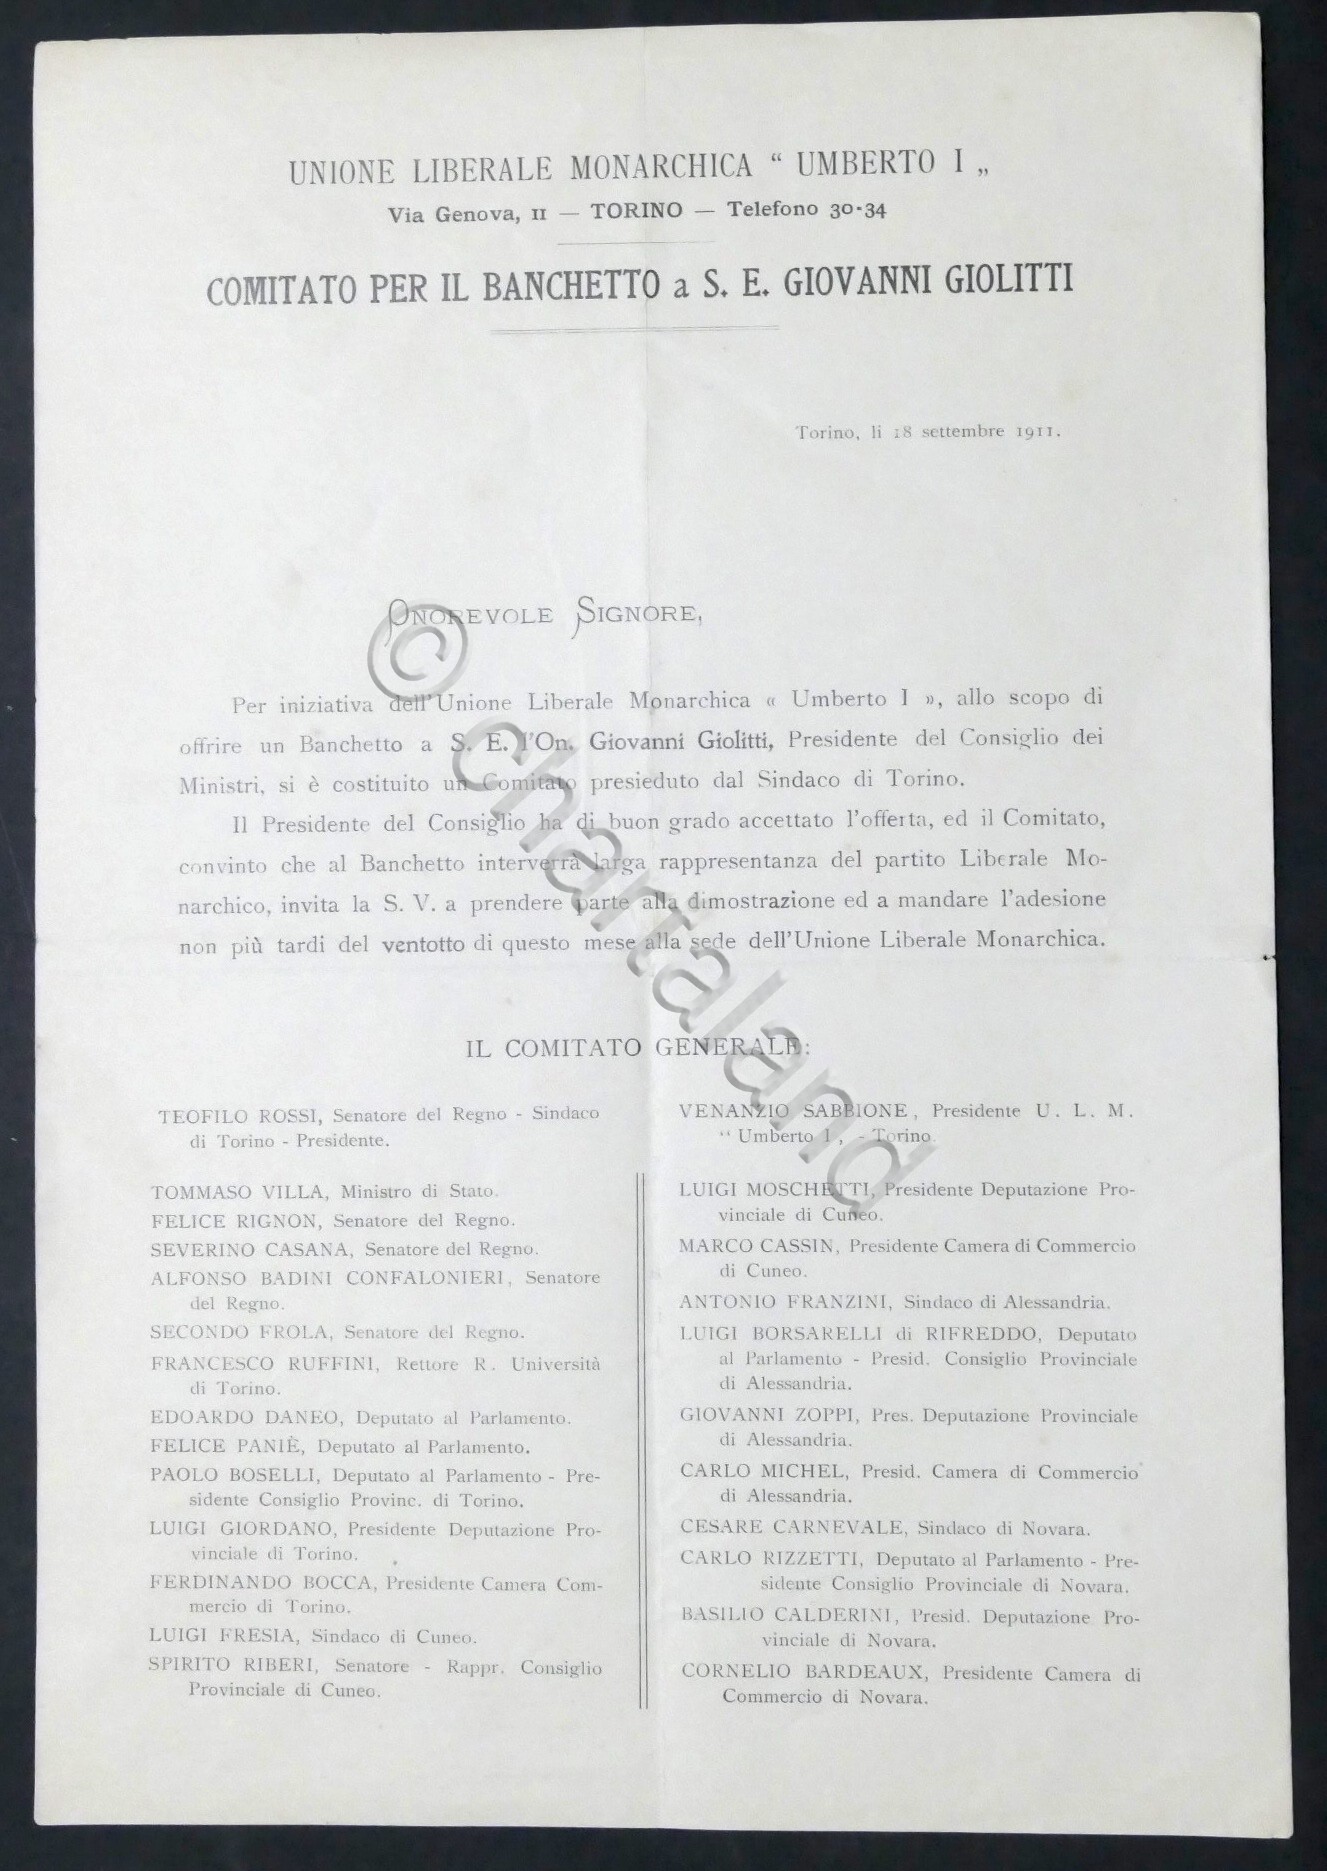 UNIONE LIBERALE MONARCHICA “ UMBERTO I „
Via Genova, 11 — TORINO — Telefono 30-34
COMITATO PER IL BANCHETTO a S. E. GIOVANNI GIOLITTI
Torino, li 18 settembre 1911.
ONOREVOLE SIGNORE,
Per iniziativa dell'Unione Liberale Monarchica « Umberto I », allo scopo di
offrire un Banchetto a S. E. l'On. Giovanni Giolitti, Presidente del Consiglio dei
Ministri, si è costituito un Comitato presieduto dal Sindaco di Torino.
Il Presidente del Consiglio ha di buon grado accettato l'offerta, ed il Comitato,
convinto che al Banchetto interverrà larga rappresentanza del partito Liberale Mo-
narchico, invita la S. V. a prendere parte alla dimostrazione ed a mandare l'adesione
non più tardi del ventotto di questo mese alla sede dell'Unione Liberale Monarchica.
© chartaland
IL COMITATO GENERALE:
TEOFILO ROSSI, Senatore del Regno - Sindaco
di Torino - Presidente.
TOMMASO VILLA, Ministro di Stato.
FELICE RIGNON, Senatore del Regno.
SEVERINO CASANA, Senatore del Regno.
ALFONSO BADINI CONFALONIERI, Senatore
del Regno.
SECONDO FROLA, Senatore del Regno.
FRANCESCO RUFFINI, Rettore R. Università
di Torino.
EDOARDO DANEO, Deputato al Parlamento.
FELICE PANIÈ, Deputato al Parlamento.
PAOLO BOSELLI, Deputato al Parlamento - Pre-
sidente Consiglio Provinc. di Torino.
LUIGI GIORDANO, Presidente Deputazione Pro-
vinciale di Torino.
FERDINANDO BOCCA, Presidente Camera Com-
mercio di Torino.
LUIGI FRESIA, Sindaco di Cuneo.
SPIRITO RIBERI, Senatore - Rappr. Consiglio
Provinciale di Cuneo.
VENANZIO SABBIONE, Presidente U. L. M.
“ Umberto I „ - Torino.
LUIGI MOSCHETTI, Presidente Deputazione Pro-
vinciale di Cuneo.
MARCO CASSIN, Presidente Camera di Commercio
di Cuneo.
ANTONIO FRANZINI, Sindaco di Alessandria.
LUIGI BORSARELLI di RIFREDDO, Deputato
al Parlamento - Presid. Consiglio Provinciale
di Alessandria.
GIOVANNI ZOPPI, Pres. Deputazione Provinciale
di Alessandria.
CARLO MICHEL, Presid. Camera di Commercio
di Alessandria.
CESARE CARNEVALE, Sindaco di Novara.
CARLO RIZZETTI, Deputato al Parlamento - Pre-
sidente Consiglio Provinciale di Novara.
BASILIO CALDERINI, Presid. Deputazione Pro-
vinciale di Novara.
CORNELIO BARDEAUX, Presidente Camera di
Commercio di Novara.